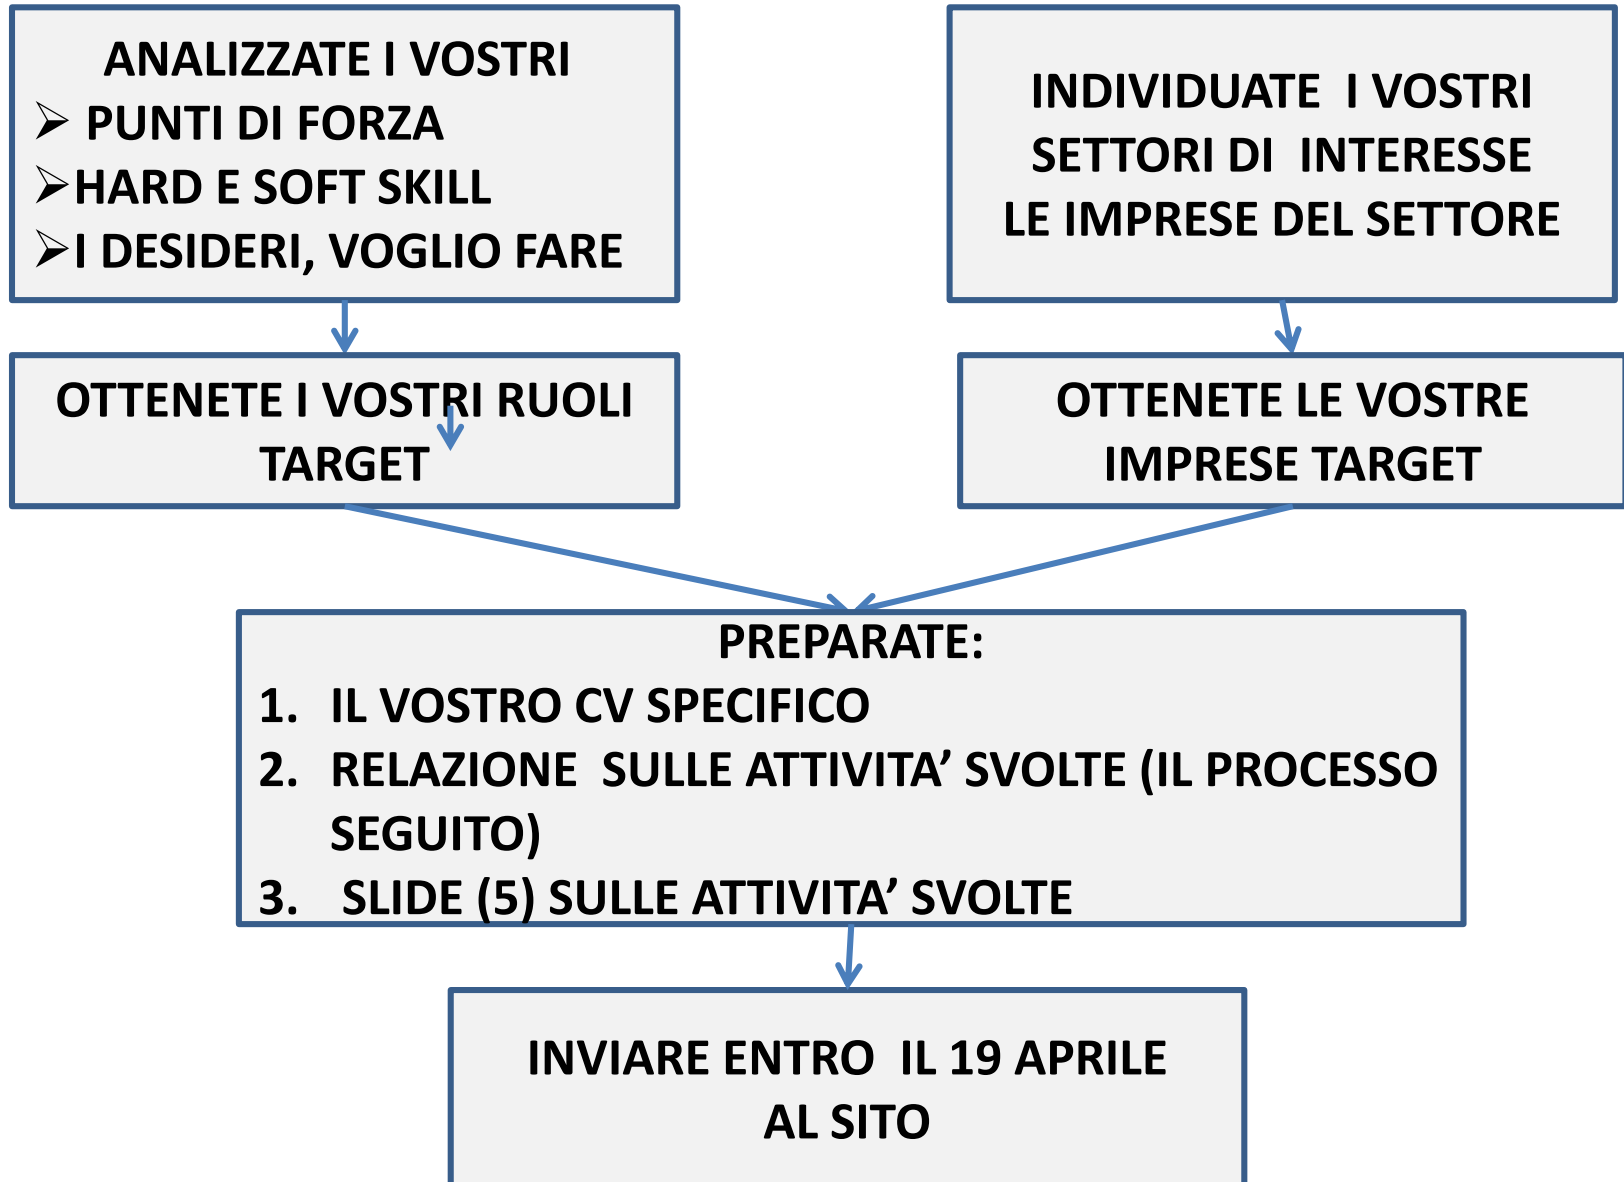 ANALIZZATE I VOSTRI
➢ PUNTI DI FORZA
➢HARD E SOFT SKILL
➢I DESIDERI, VOGLIO FARE
INDIVIDUATE I VOSTRI
SETTORI DI INTERESSE
LE IMPRESE DEL SETTORE
OTTENETE I VOSTRI RUOLI
TARGET
OTTENETE LE VOSTRE
IMPRESE TARGET
PREPARATE:
1. IL VOSTRO CV SPECIFICO
2. RELAZIONE SULLE ATTIVITA’ SVOLTE (IL PROCESSO
SEGUITO)
3. SLIDE (5) SULLE ATTIVITA’ SVOLTE
INVIARE ENTRO IL 19 APRILE
AL SITO